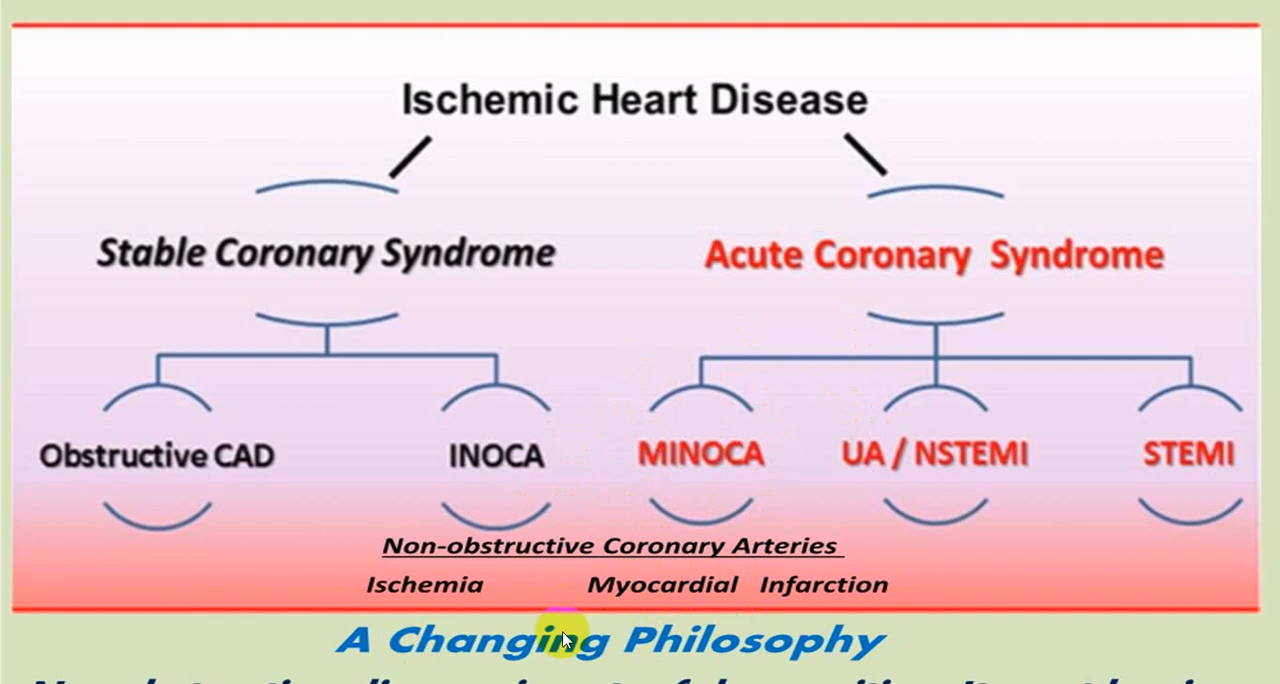 Ischemic Heart Disease
Stable Coronary Syndrome
Acute Coronary Syndrome
Obstructive CAD
INOCA
MINOCA
UA / NSTEMI
STEMI
Non-obstructive Coronary Arteries
Ischemia
Myocardial Infarction
A Changing Philosophy